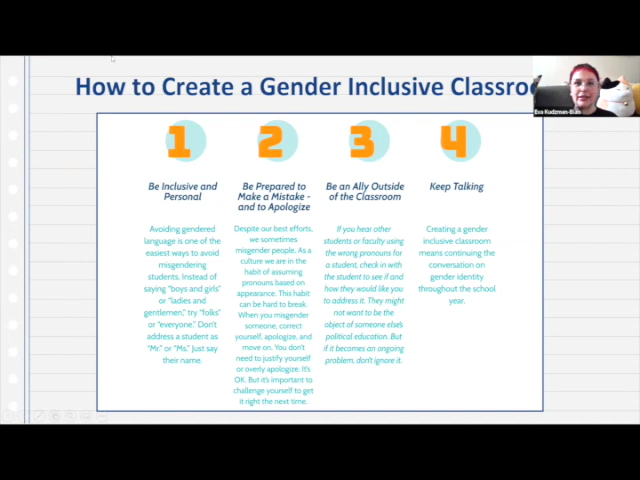 How to Create a Gender Inclusive Classroo
Eva Kudzman-Blais
1
2
3
4
Be Inclusive and
Personal
Avoiding gendered
language is one of the
easiest ways to avoid
misgendering
students. Instead of
saying "boys and girls"
or "ladies and
gentlemen," try "folks"
or "everyone." Don't
address a student as
"Mr." or "Ms." Just say
their name.
Be Prepared to
Make a Mistake -
and to Apologize
Despite our best efforts,
we sometimes
misgender people. As a
culture we are in the
habit of assuming
pronouns based on
appearance. This habit
can be hard to break.
When you misgender
someone, correct
yourself, apologize, and
move on. You don't
need to justify yourself
or overly apologize. It's
OK. But it's important to
challenge yourself to get
it right the next time.
Be an Ally Outside
of the Classroom
If you hear other
students or faculty using
the wrong pronouns for
a student, check in with
the student to see if and
how they would like you
to address it. They might
not want to be the
object of someone else's
political education. But
if it becomes an ongoing
problem, don't ignore it.
Keep Talking
Creating a gender
inclusive classroom
means continuing the
conversation on
gender identity
throughout the school
year.